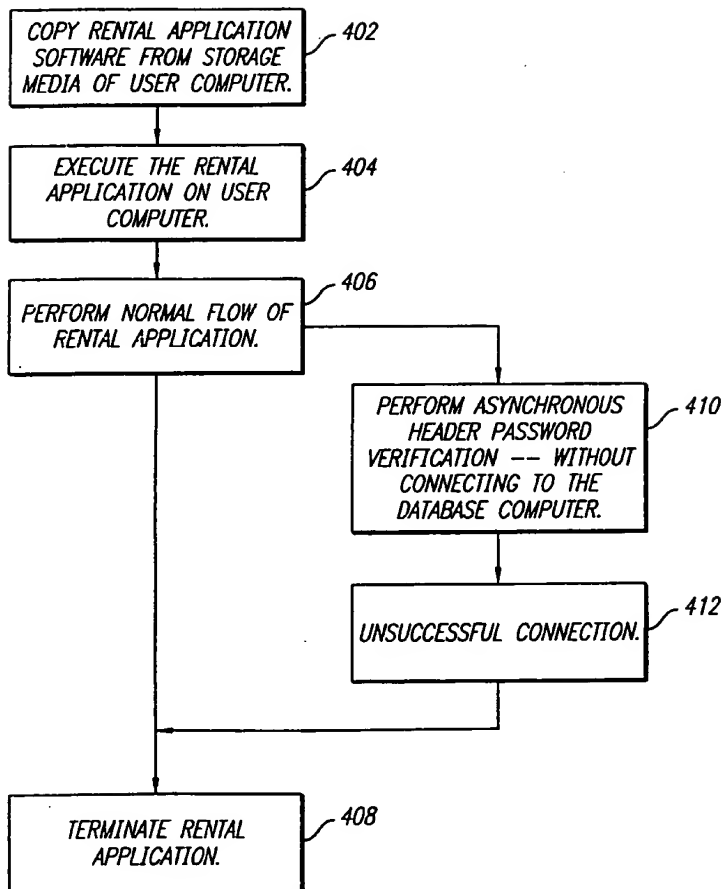 COPY RENTAL APPLICATION
SOFTWARE FROM STORAGE
MEDIA OF USER COMPUTER.
402
EXECUTE THE RENTAL
APPLICATION ON USER
COMPUTER.
404
PERFORM NORMAL FLOW OF
RENTAL APPLICATION.
406
PERFORM ASYNCHRONOUS
HEADER PASSWORD
VERIFICATION -- WITHOUT
CONNECTING TO THE
DATABASE COMPUTER.
410
UNSUCCESSFUL CONNECTION.
412
TERMINATE RENTAL
APPLICATION.
408